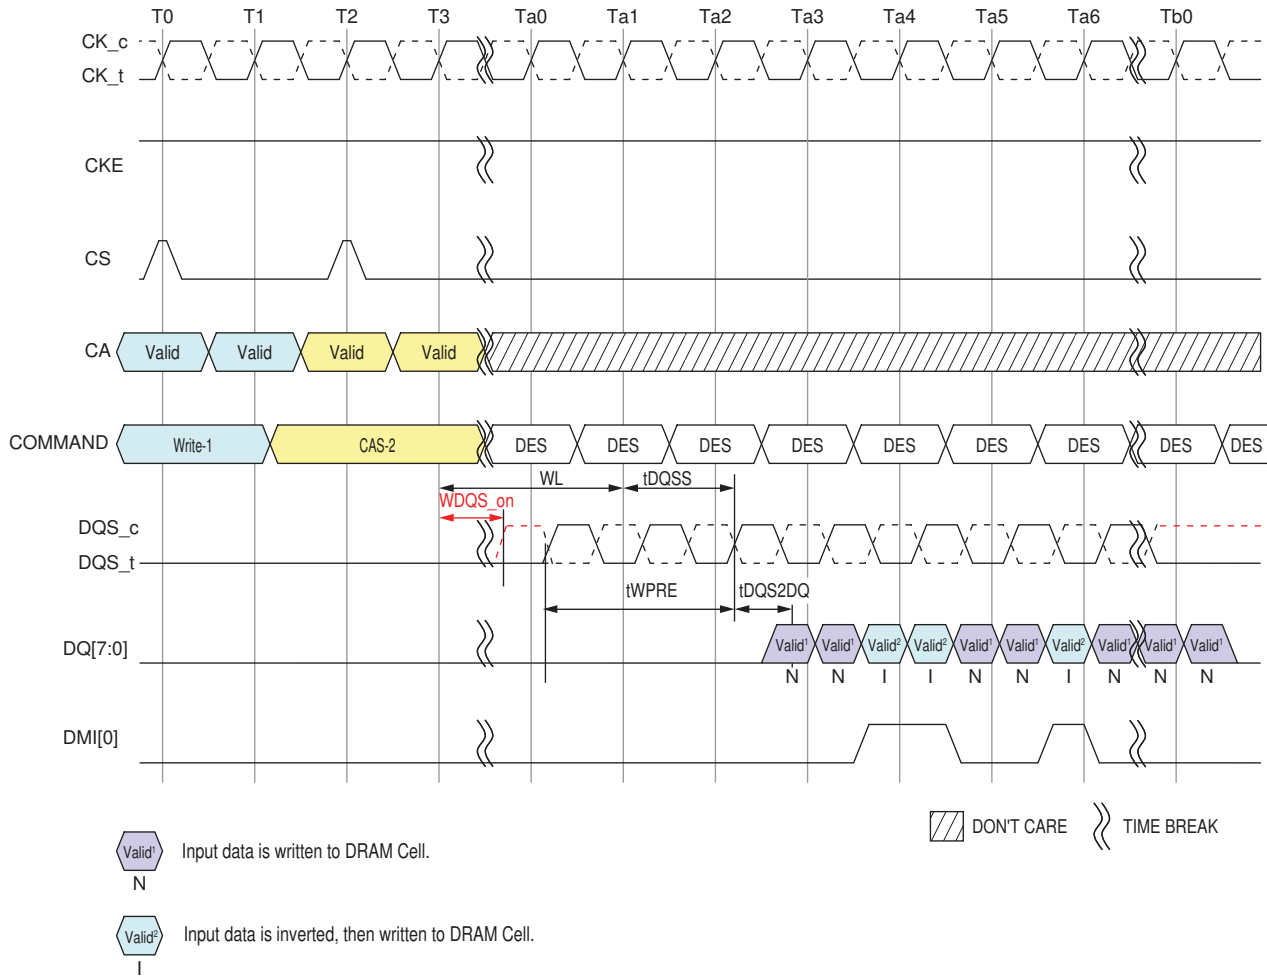 T0 T1 T2 T3 Ta0 Ta1 Ta2 Ta3 Ta4 Ta5 Ta6 Tb0
CK_c
CK_t
CKE
CS
CA Valid Valid Valid Valid
COMMAND Write-1 CAS-2 DES DES DES DES DES DES DES DES DES
WL tDQSS
WDQS_on
DQS_c
DQS_t
tWPRE tDQS2DQ
DQ[7:0] Valid¹ Valid¹ Valid² Valid² Valid¹ Valid¹ Valid² Valid¹ Valid¹ Valid¹
N N I I N N I N N N
DMI[0]
DON'T CARE TIME BREAK
Valid¹ Input data is written to DRAM Cell.
N
Valid² Input data is inverted, then written to DRAM Cell.
I